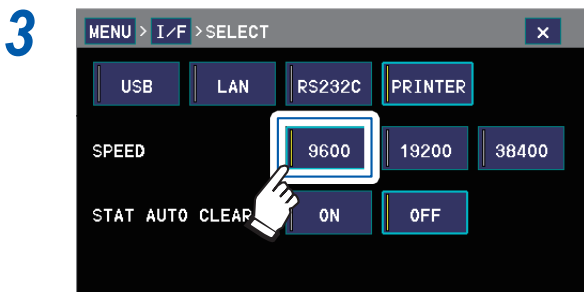 3
MENU > I/F >SELECT x
USB LAN RS232C PRINTER
SPEED 9600 19200 38400
STAT AUTO CLEAR ON OFF